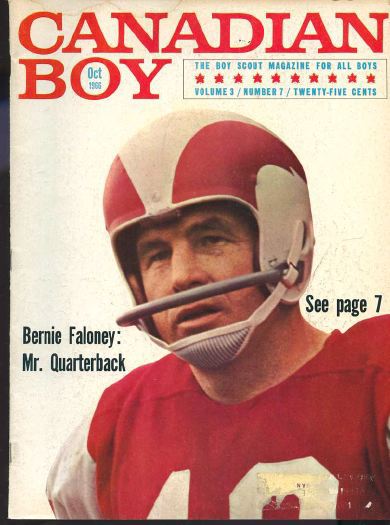 CANADIAN
BOY
Oct
1966
THE BOY SCOUT MAGAZINE FOR ALL BOYS
VOLUME 3 / NUMBER 7 / TWENTY-FIVE CENTS
See page 7
Bernie Faloney:
Mr. Quarterback